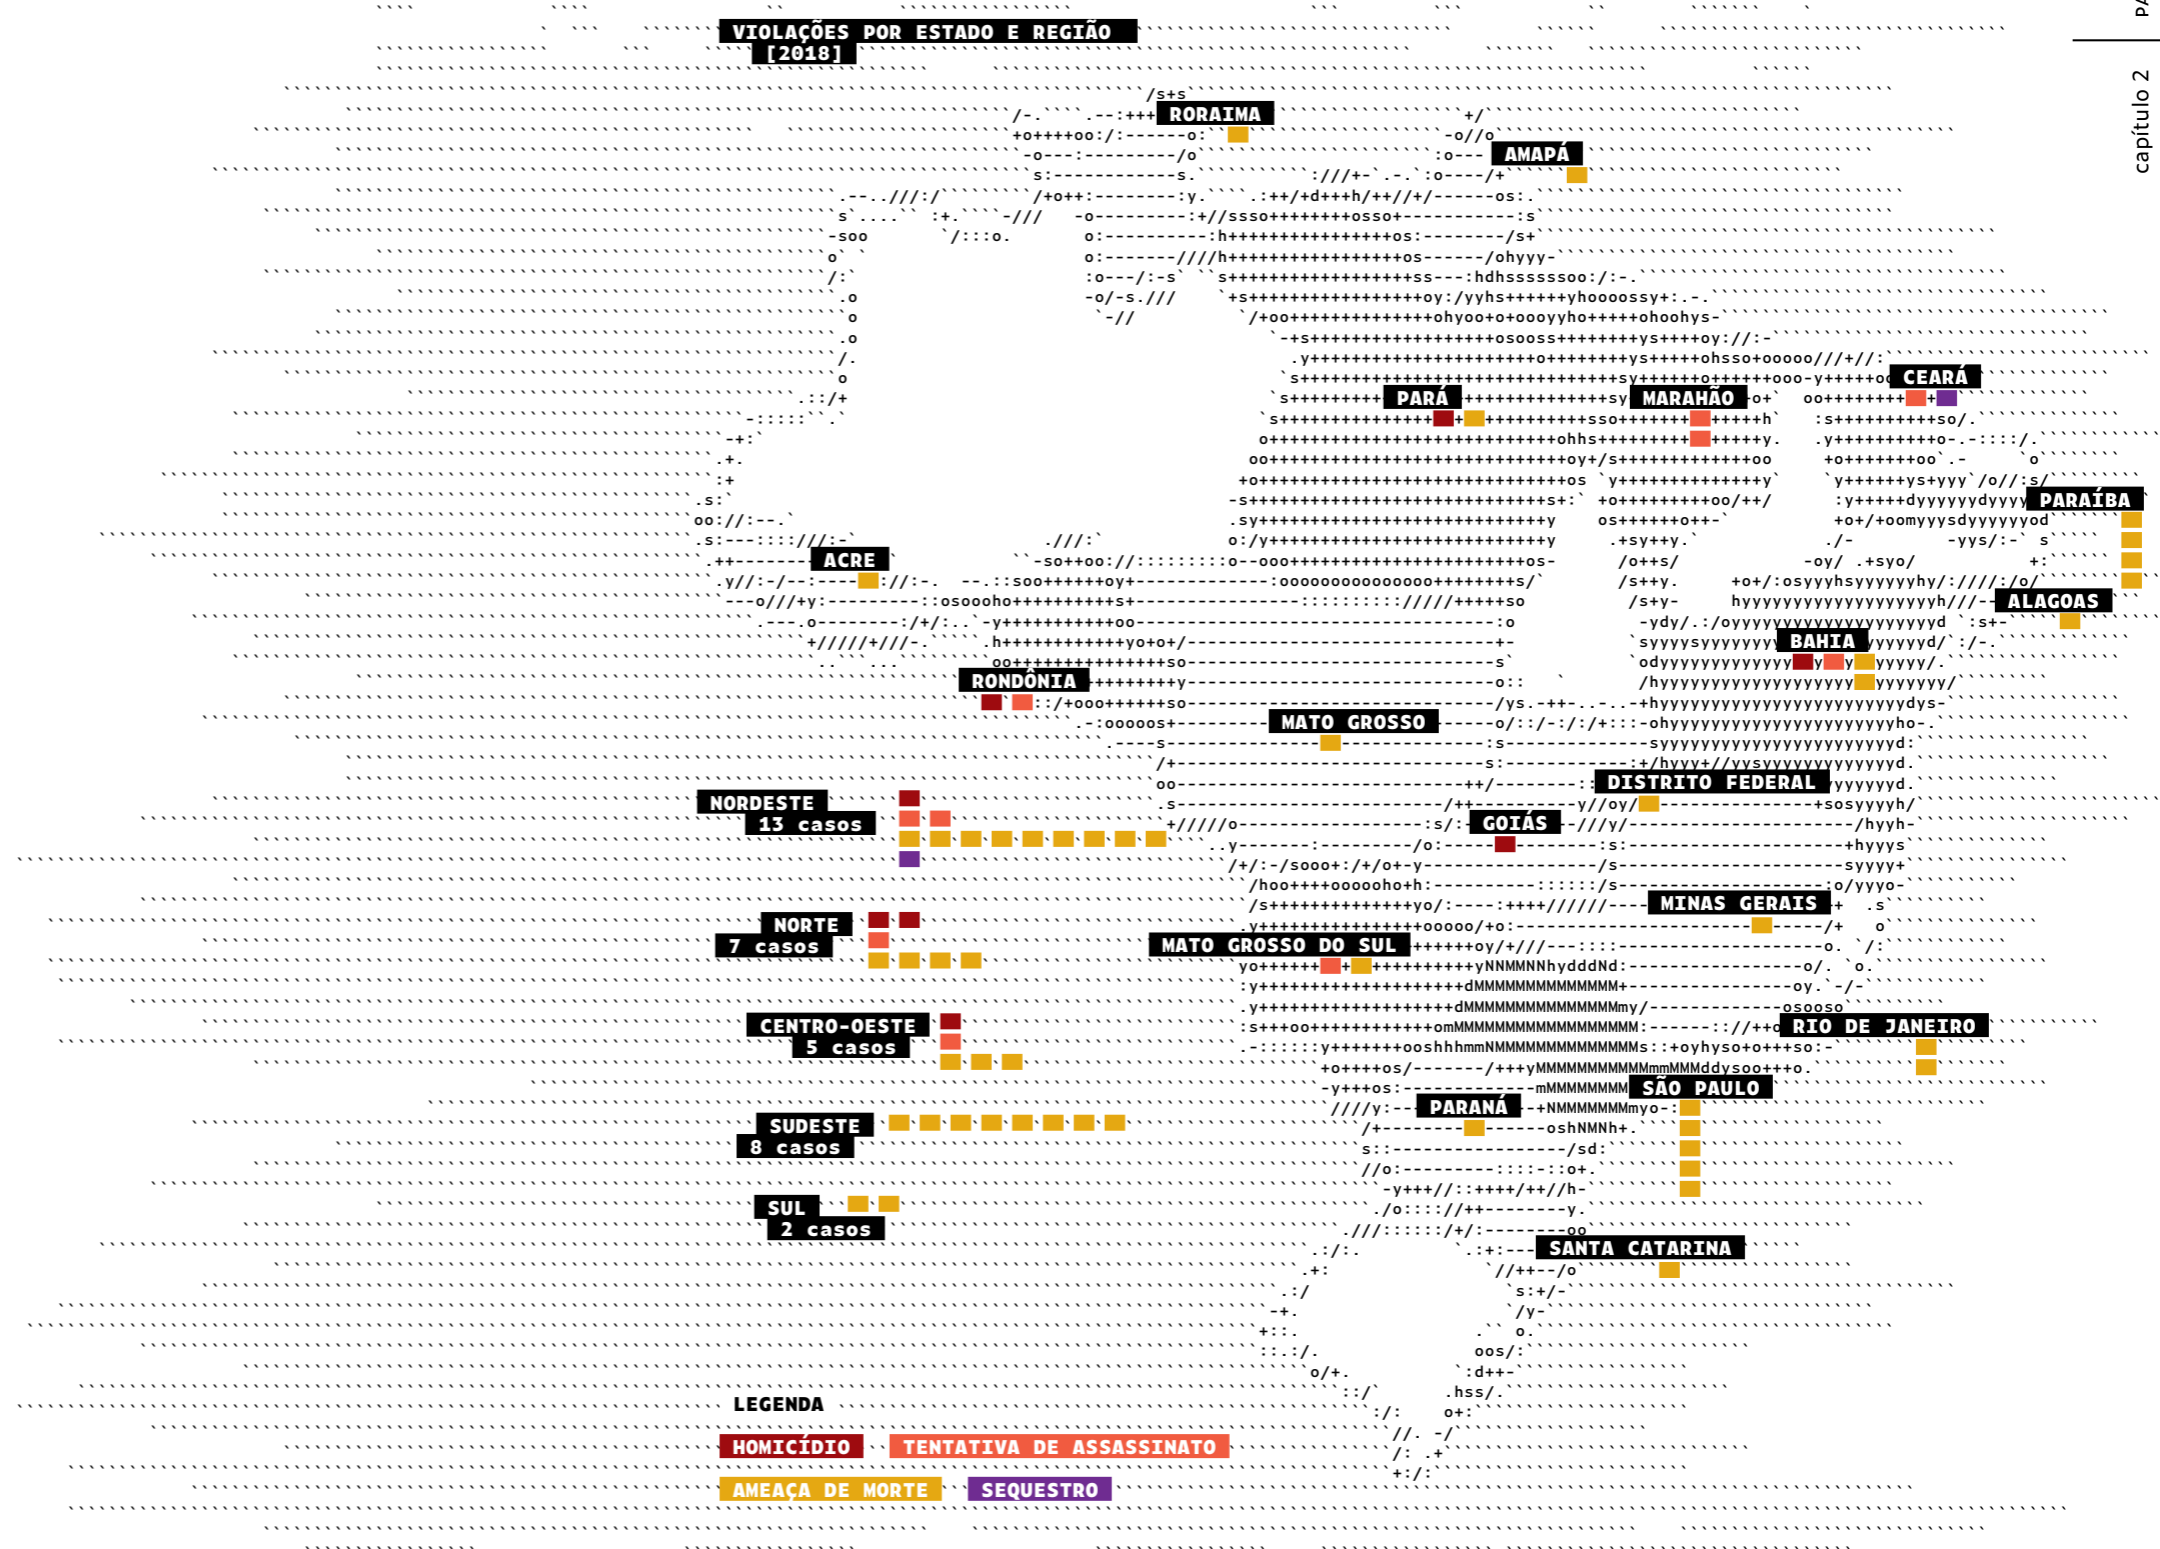 VIOLAÇÕES POR ESTADO E REGIÃO
[2018]
capítulo 2
RORAIMA
AMAPÁ
CEARÁ
PARÁ
MARAHÃO
PARAÍBA
ACRE
ALAGOAS
BAHIA
RONDÔNIA
MATO GROSSO
DISTRITO FEDERAL
NORDESTE
13 casos
GOIÁS
MINAS GERAIS
NORTE
7 casos
MATO GROSSO DO SUL
CENTRO-OESTE
5 casos
RIO DE JANEIRO
SÃO PAULO
PARANÁ
SUDESTE
8 casos
SUL
2 casos
SANTA CATARINA
LEGENDA
HOMICÍDIO
TENTATIVA DE ASSASSINATO
AMEAÇA DE MORTE
SEQUESTRO